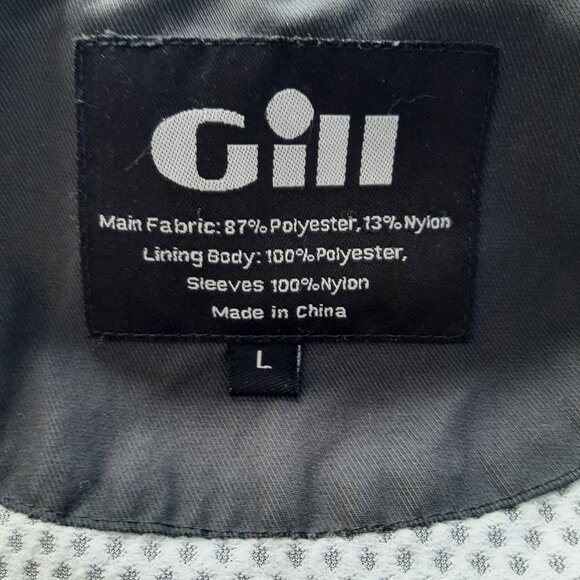 Gill
Main Fabric: 87% Polyester, 13% Nylon
Lining Body: 100% Polyester,
Sleeves 100% Nylon
Made in China
L